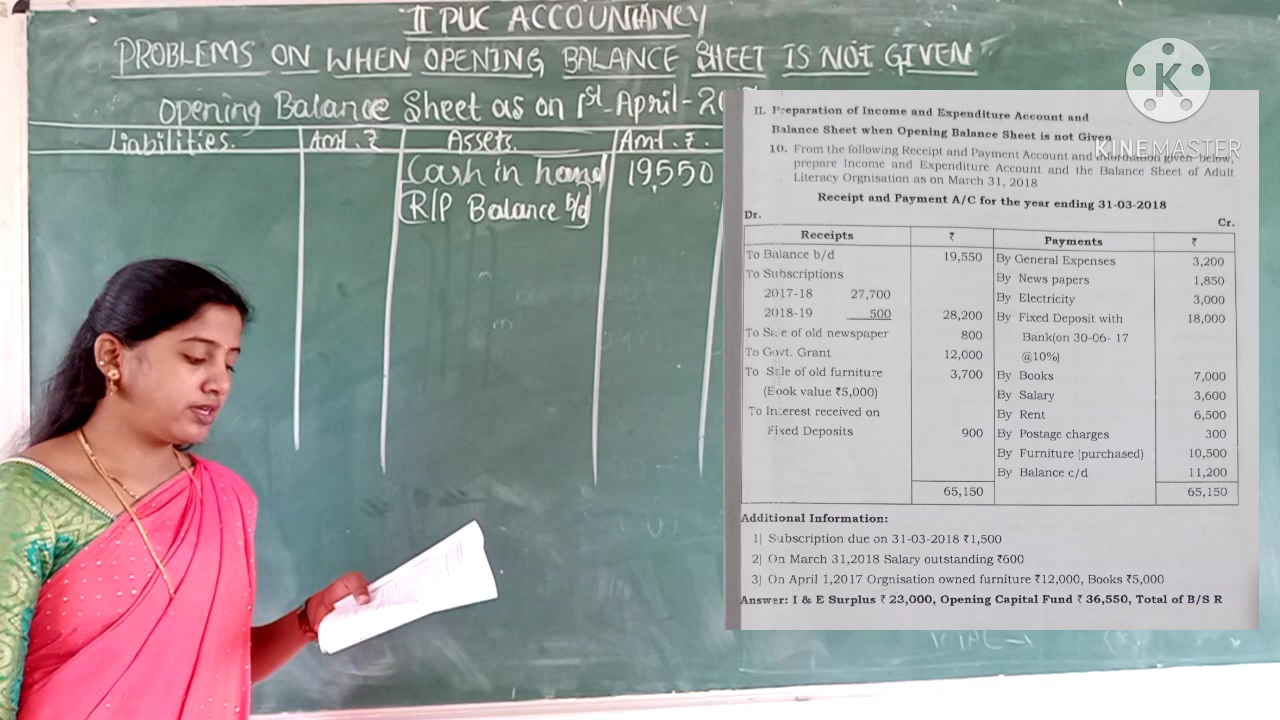 II PUC ACCOUNTANCY
PROBLEMS ON WHEN OPENING BALANCE SHEET IS NOT GIVEN
Opening Balance Sheet as on 1st April-20
Liabilities. Amt. ₹ Assets. Amt. ₹.
Cash in hand 19,550
(R/P Balance b/d)
K
KINEMASTER
II. Preparation of Income and Expenditure Account and
Balance Sheet when Opening Balance Sheet is not Given
10. From the following Receipt and Payment Account and information given below,
prepare Income and Expenditure Account and the Balance Sheet of Adult
Literacy Orgnisation as on March 31, 2018
Receipt and Payment A/C for the year ending 31-03-2018
Dr. Cr.
Receipts ₹ Payments ₹
To Balance b/d 19,550 By General Expenses 3,200
To Subscriptions By News papers 1,850
2017-18 27,700 By Electricity 3,000
2018-19 500 28,200 By Fixed Deposit with 18,000
To Sale of old newspaper 800 Bank(on 30-06- 17
To Govt. Grant 12,000 @10%)
To Sale of old furniture 3,700 By Books 7,000
(Book value ₹5,000) By Salary 3,600
To Interest received on By Rent 6,500
Fixed Deposits 900 By Postage charges 300
By Furniture (purchased) 10,500
By Balance c/d 11,200
65,150 65,150
Additional Information:
1) Subscription due on 31-03-2018 ₹1,500
2) On March 31,2018 Salary outstanding ₹600
3) On April 1,2017 Orgnisation owned furniture ₹12,000, Books ₹5,000
Answer: I & E Surplus ₹ 23,000, Opening Capital Fund ₹ 36,550, Total of B/S R